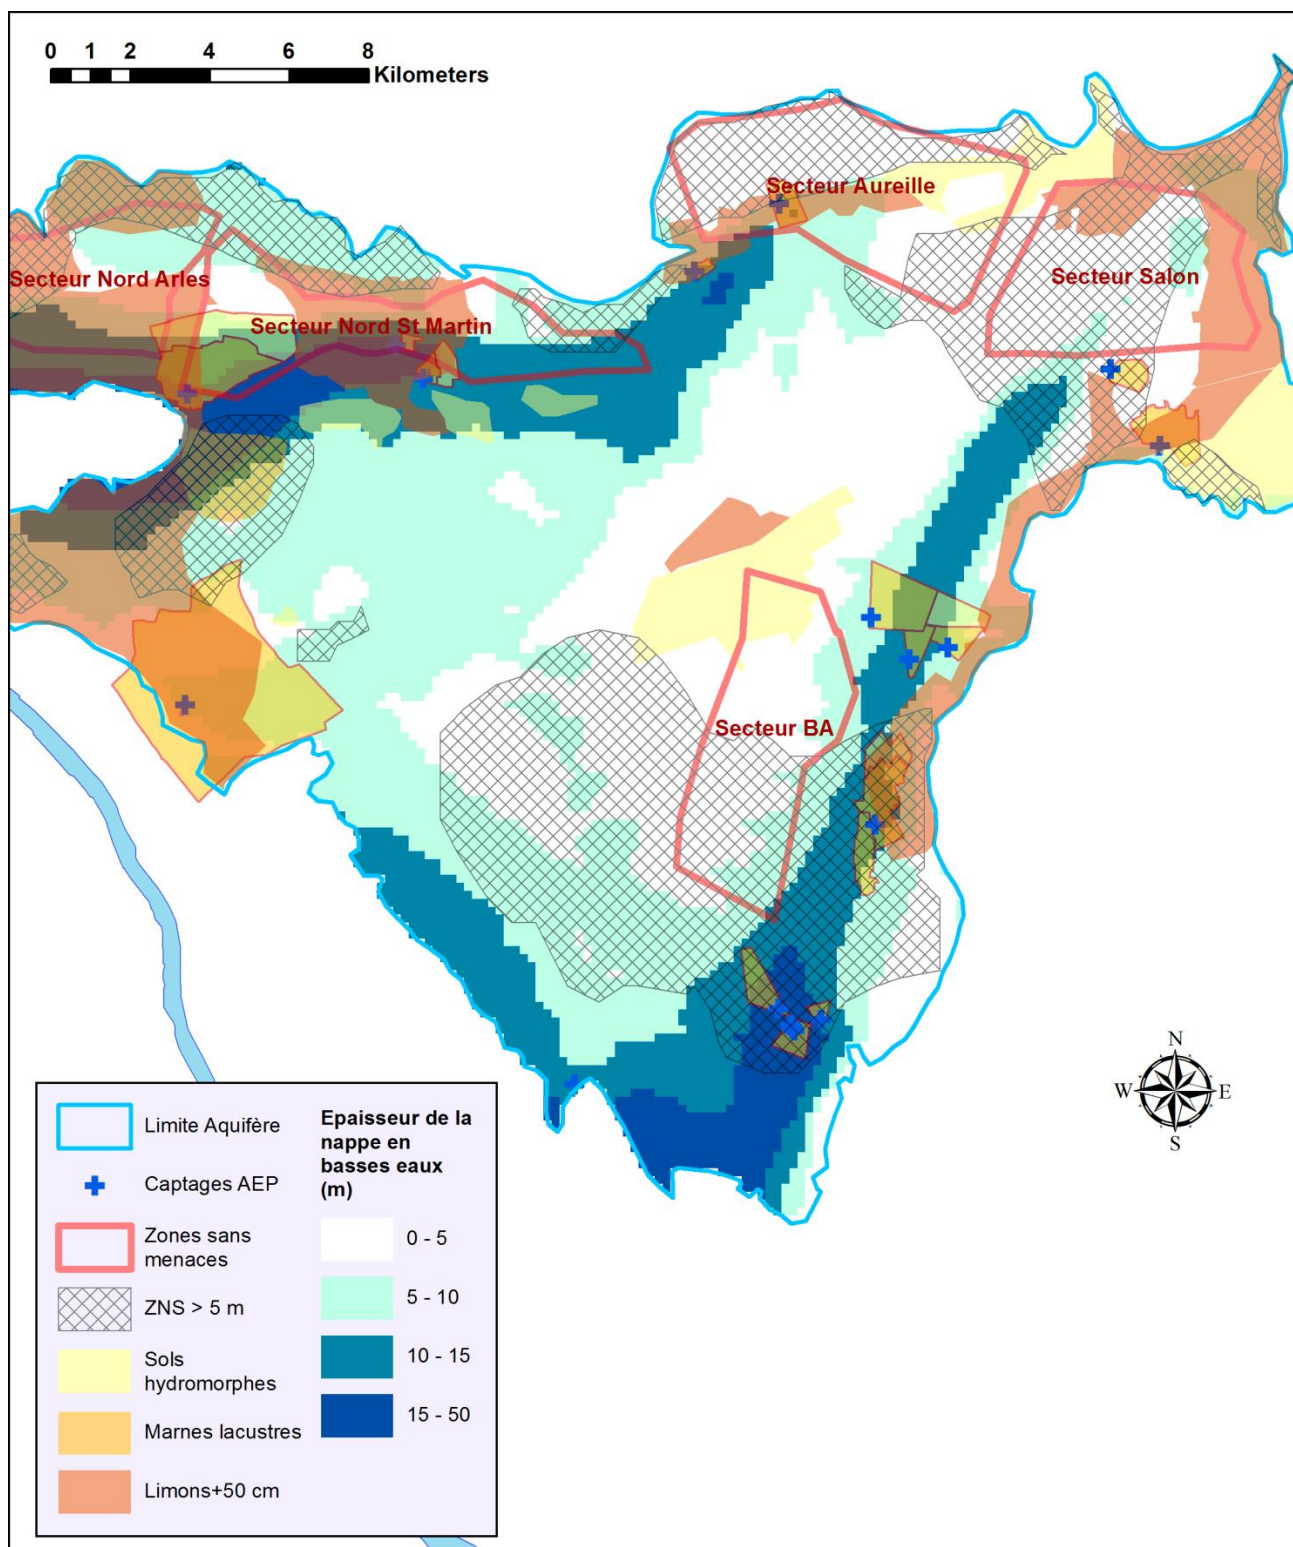 0 1 2 4 6 8
Kilometers
Secteur Aureille
Secteur Nord Arles
Secteur Salon
Secteur Nord St Martin
Secteur BA
N
W E
S
Limite Aquifère
Captages AEP
Zones sans
menaces
ZNS > 5 m
Sols
hydromorphes
Marnes lacustres
Limons+50 cm
Epaisseur de la
nappe en
basses eaux
(m)
0 - 5
5 - 10
10 - 15
15 - 50